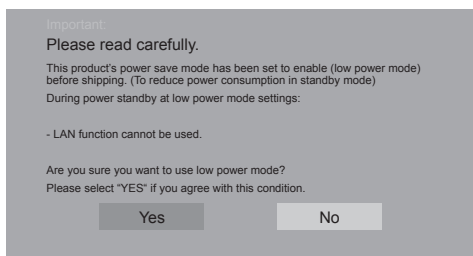 Important:
Please read carefully.
This product's power save mode has been set to enable (low power mode)
before shipping. (To reduce power consumption in standby mode)
During power standby at low power mode settings:
- LAN function cannot be used.
Are you sure you want to use low power mode?
Please select "YES" if you agree with this condition.
Yes No